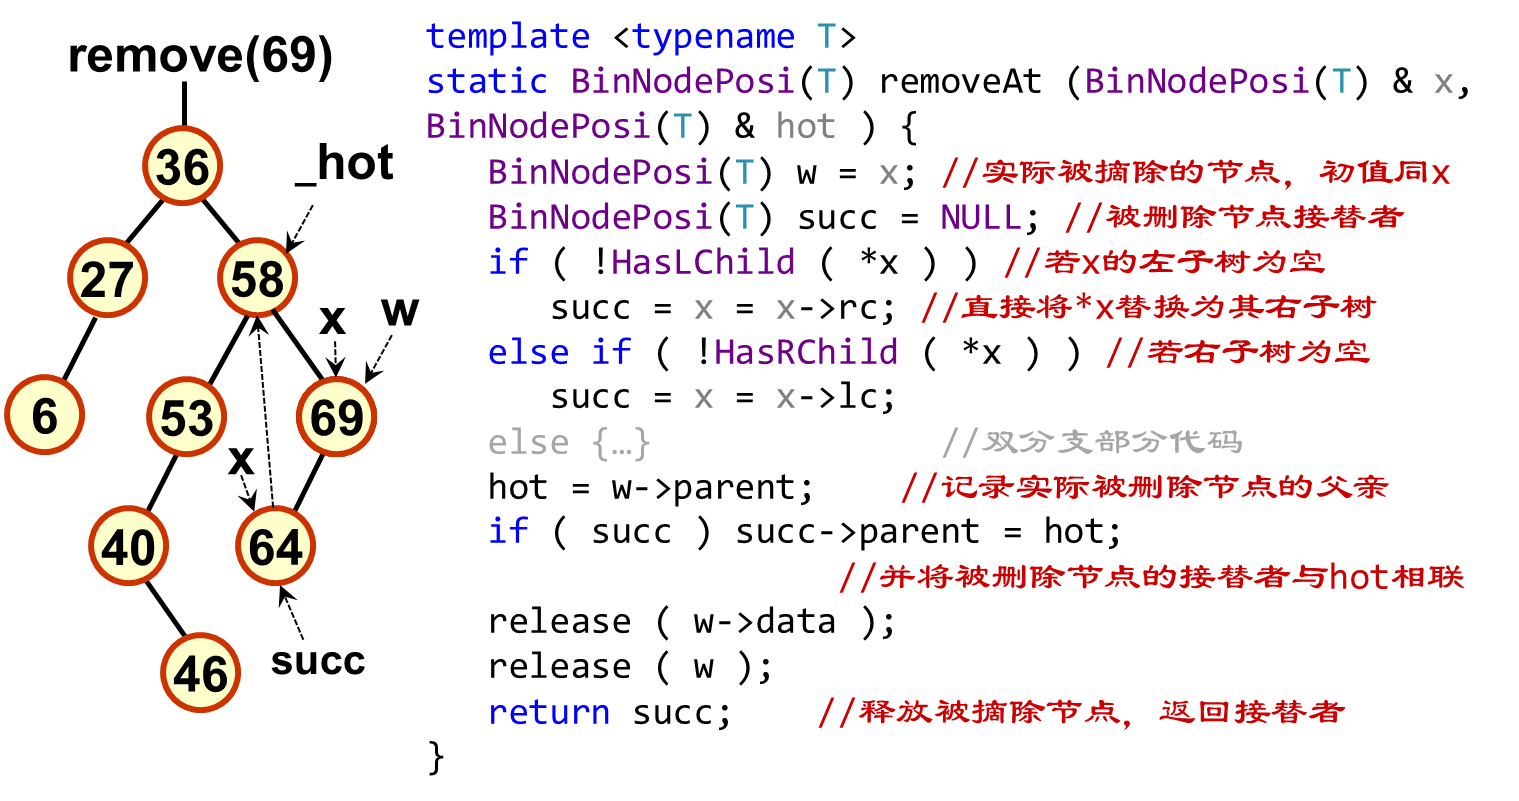 remove(69)
36
_hot
27
58
x
w
6
53
69
x
40
64
succ
46
template <typename T>
static BinNodePosi(T) removeAt (BinNodePosi(T) & x,
BinNodePosi(T) & hot ) {
BinNodePosi(T) w = x; //实际被摘除的节点，初值同x
BinNodePosi(T) succ = NULL; //被删除节点接替者
if ( !HasLChild ( *x ) ) //若x的左子树为空
succ = x = x->rc; //直接将*x替换为其右子树
else if ( !HasRChild ( *x ) ) //若右子树为空
succ = x = x->lc;
else {…} //双分支部分代码
hot = w->parent; //记录实际被删除节点的父亲
if ( succ ) succ->parent = hot;
//并将被删除节点的接替者与hot相联
release ( w->data );
release ( w );
return succ; //释放被摘除节点，返回接替者
}